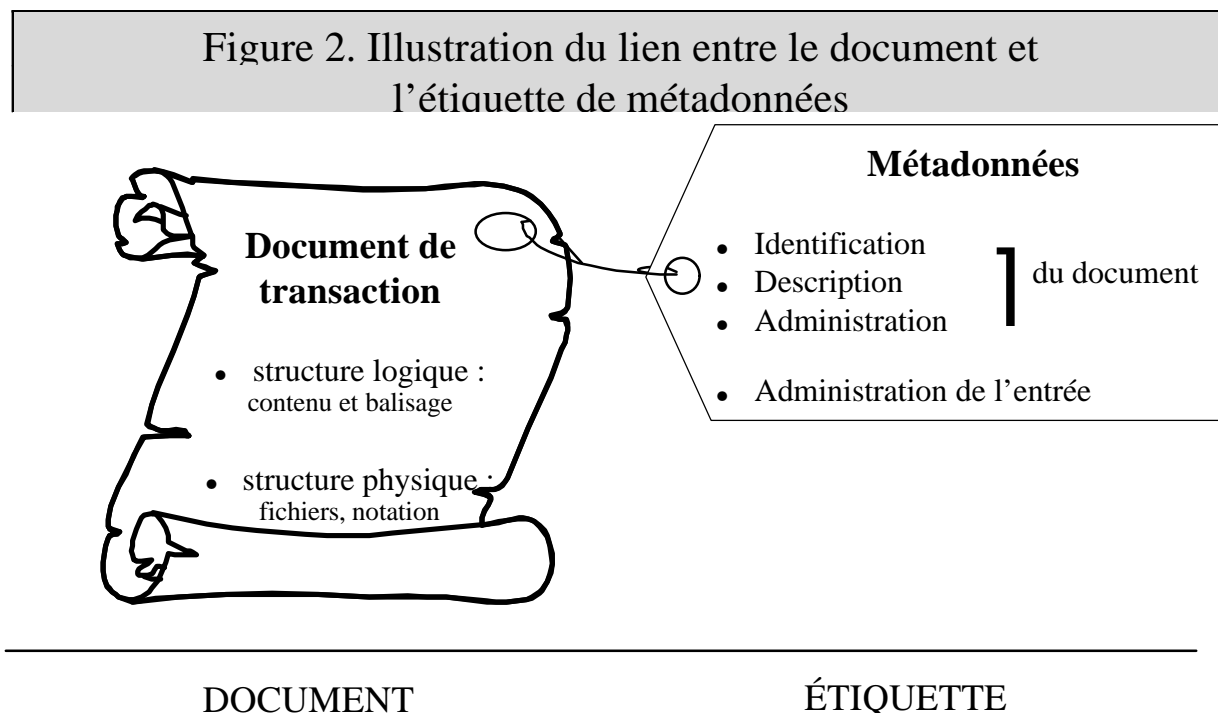 Figure 2. Illustration du lien entre le document et
l’étiquette de métadonnées
Document de
transaction
• structure logique :
contenu et balisage
• structure physique :
fichiers, notation
Métadonnées
• Identification
• Description
• Administration
du document
• Administration de l’entrée
DOCUMENT
ÉTIQUETTE